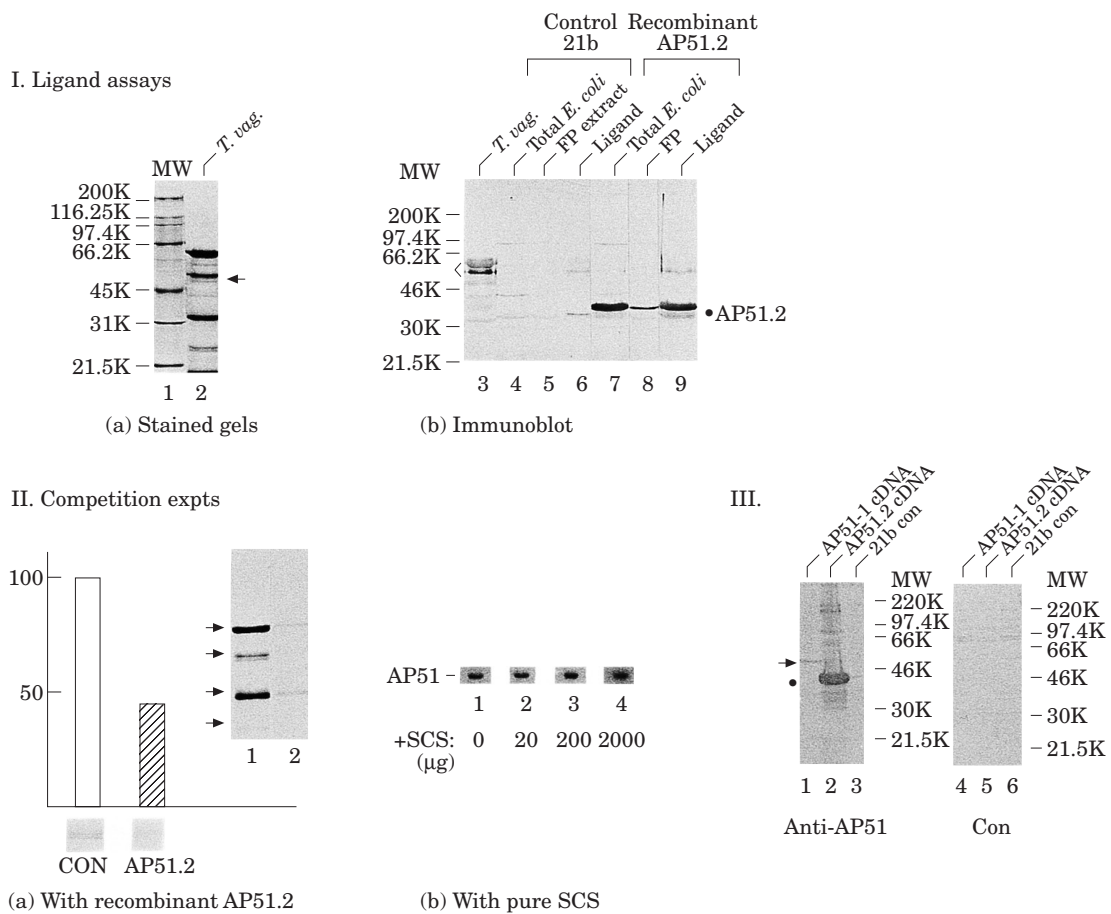 I. Ligand assays
MW
T. vag.
200K
116.25K
97.4K
66.2K
45K
31K
21.5K
1 2
(a) Stained gels
Control 21b
Recombinant AP51.2
T. vag.
Total E. coli
FP extract
Ligand
Total E. coli
FP
Ligand
MW
200K
97.4K
66.2K
46K
30K
21.5K
AP51.2
3 4 5 6 7 8 9
(b) Immunoblot
II. Competition expts
100
50
CON AP51.2
1 2
(a) With recombinant AP51.2
AP51
1 2 3 4
+SCS: 0 20 200 2000
(μg)
(b) With pure SCS
III.
AP51-1 cDNA
AP51.2 cDNA
21b con
MW
220K
97.4K
66K
46K
30K
21.5K
1 2 3
Anti-AP51
AP51-1 cDNA
AP51.2 cDNA
21b con
MW
220K
97.4K
66K
46K
30K
21.5K
4 5 6
Con